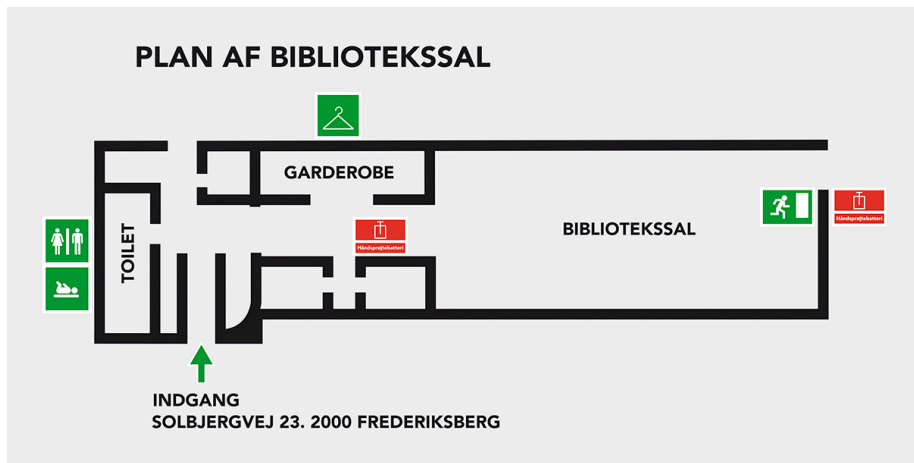 PLAN AF BIBLIOTEKSSAL
GARDEROBE
BIBLIOTEKSSAL
TOILET
Håndsprøjtebatteri
Håndsprøjtebatteri
INDGANG
SOLBJERGVEJ 23. 2000 FREDERIKSBERG